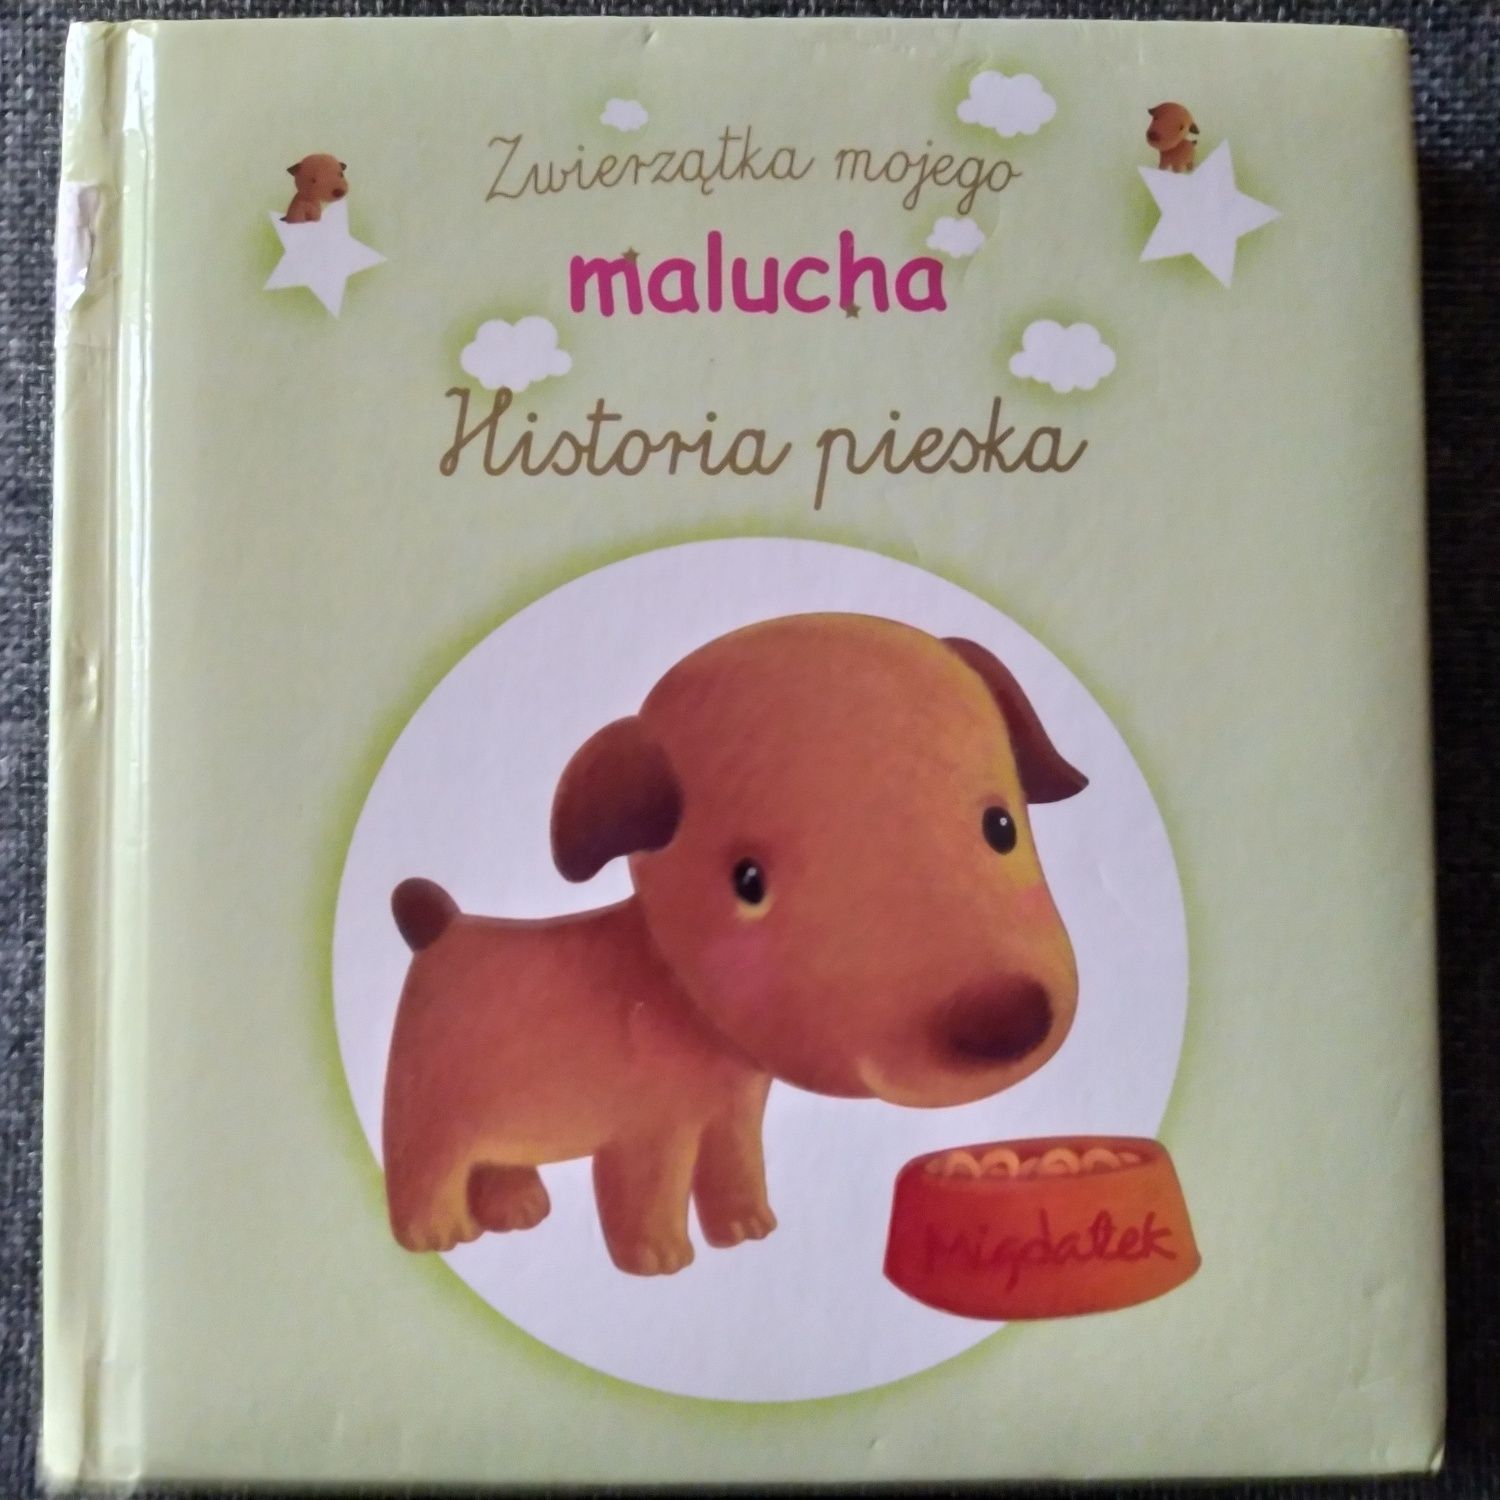 Zwierzątka mojego
malucha
Historia pieska
Migdałek